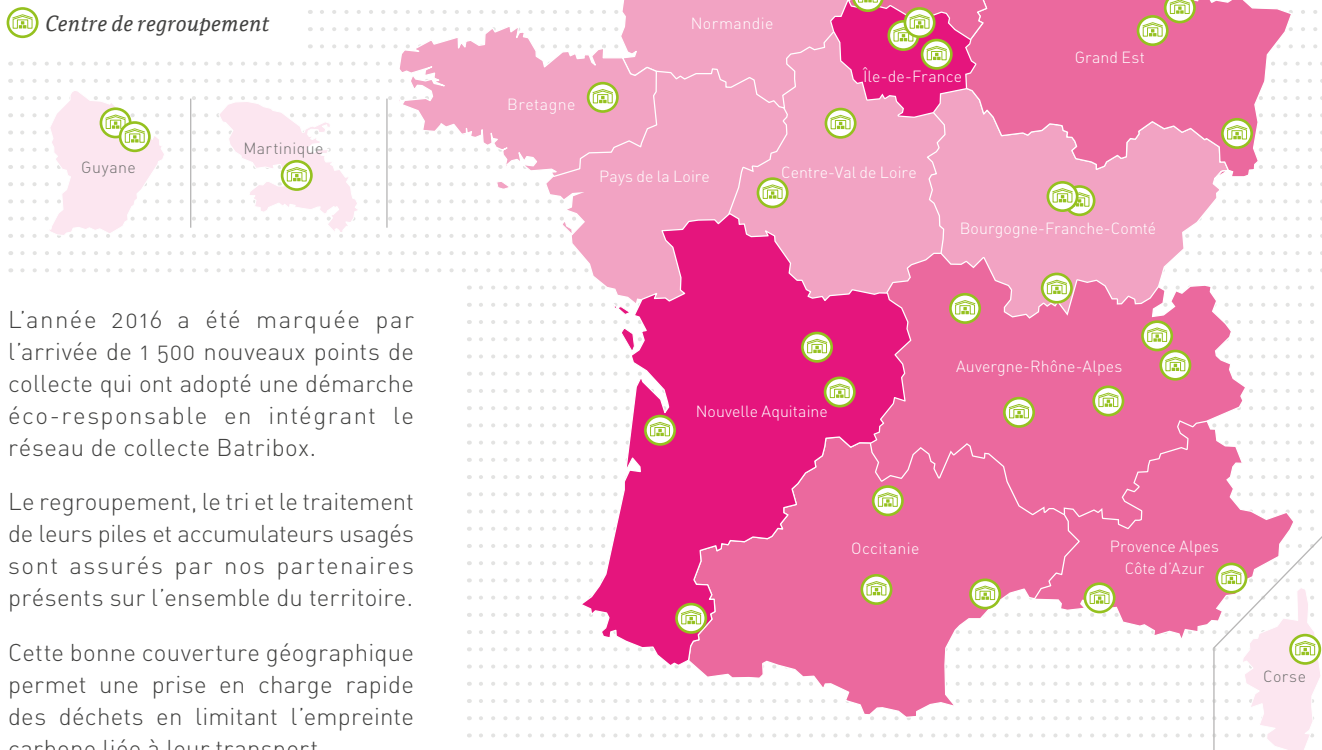 Centre de regroupement
Normandie
Grand Est
Île-de-France
Bretagne
Martinique
Guyane
Pays de la Loire
Centre-Val de Loire
Bourgogne-Franche-Comté
L'année 2016 a été marquée par
l'arrivée de 1 500 nouveaux points de
collecte qui ont adopté une démarche
éco-responsable en intégrant le
réseau de collecte Batribox.
Le regroupement, le tri et le traitement
de leurs piles et accumulateurs usagés
sont assurés par nos partenaires
présents sur l'ensemble du territoire.
Cette bonne couverture géographique
permet une prise en charge rapide
des déchets en limitant l'empreinte
carbone liée à leur transport
Auvergne-Rhône-Alpes
Nouvelle Aquitaine
Occitanie
Provence Alpes
Côte d'Azur
Corse